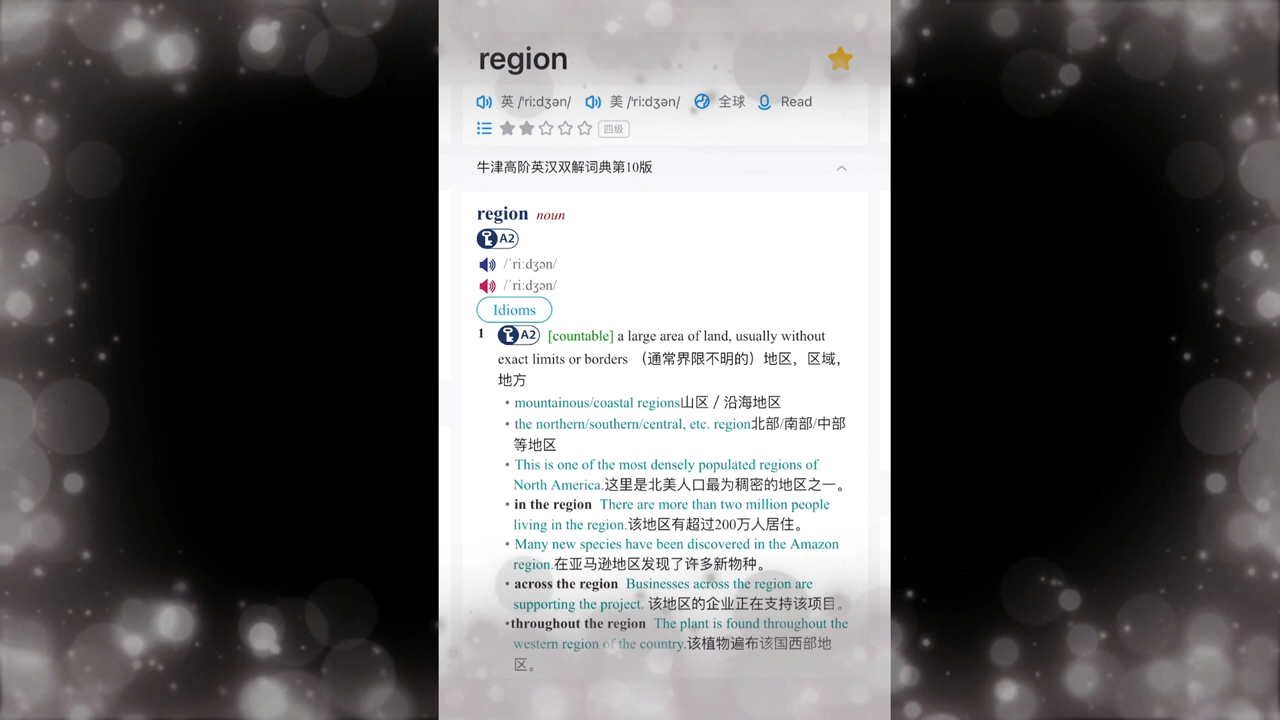 region
英 /'ri:dʒən/ 美 /'ri:dʒən/ 全球 Read
四级
牛津高阶英汉双解词典第10版
region noun
A2
/ˈriːdʒən/
/ˈriːdʒən/
Idioms
1 A2 [countable] a large area of land, usually without
exact limits or borders （通常界限不明的）地区，区域，
地方
• mountainous/coastal regions山区 / 沿海地区
• the northern/southern/central, etc. region北部/南部/中部
等地区
• This is one of the most densely populated regions of
North America.这里是北美人口最为稠密的地区之一。
• in the region There are more than two million people
living in the region.该地区有超过200万人居住。
• Many new species have been discovered in the Amazon
region.在亚马逊地区发现了许多新物种。
• across the region Businesses across the region are
supporting the project. 该地区的企业正在支持该项目。
•throughout the region The plant is found throughout the
western region of the country.该植物遍布该国西部地
区。